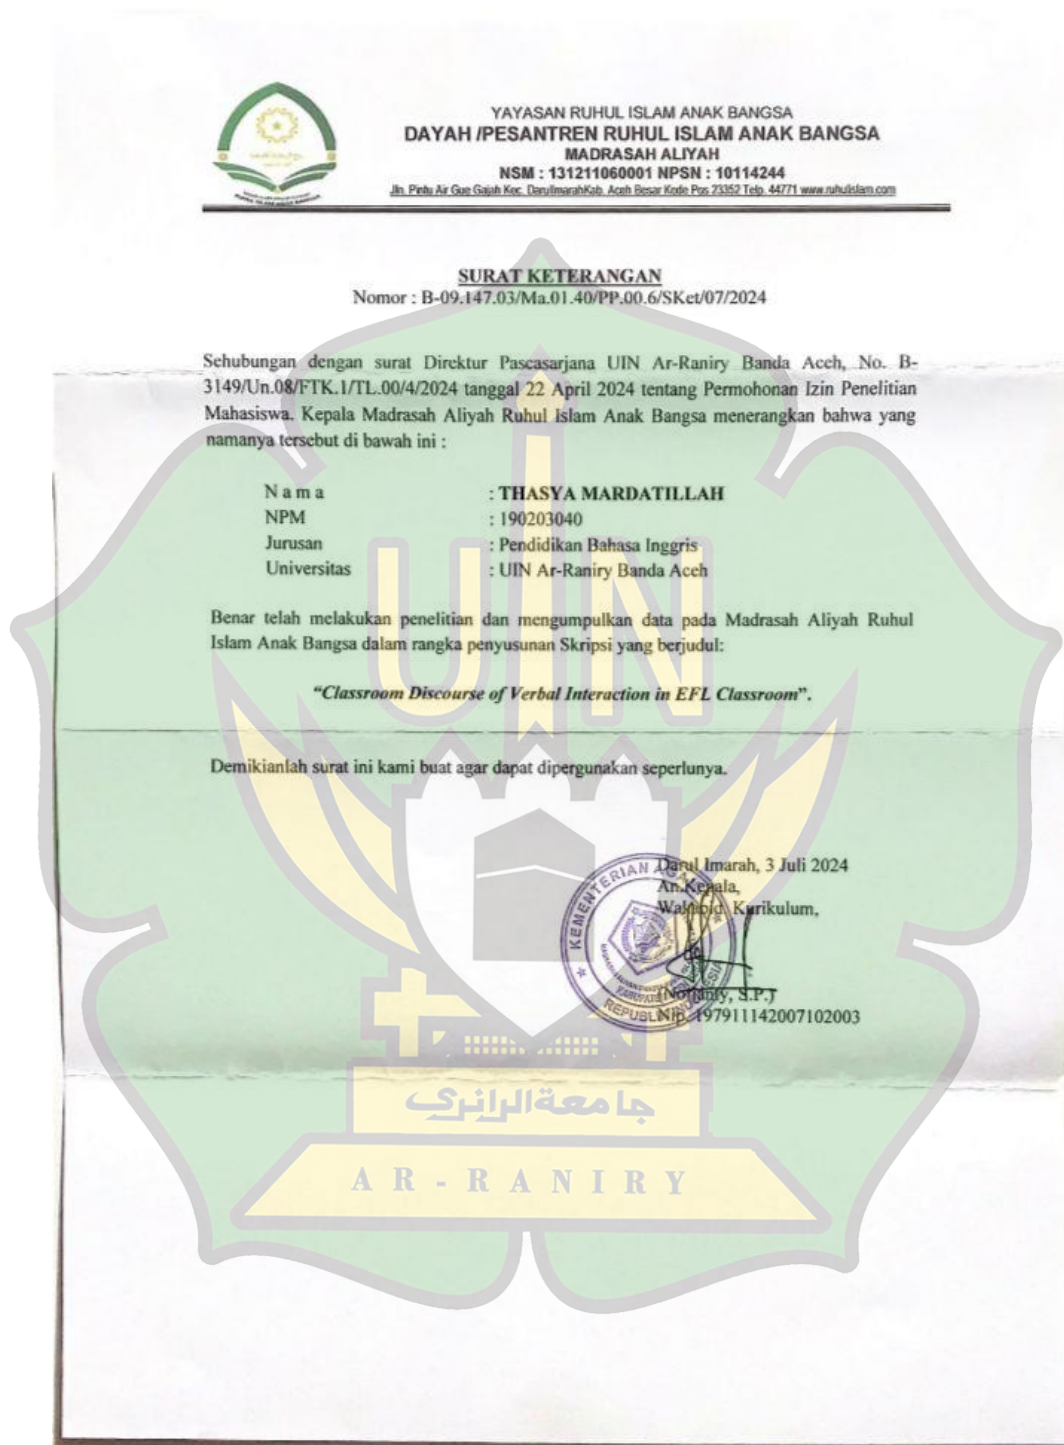 YAYASAN RUHUL ISLAM ANAK BANGSA
DAYAH /PESANTREN RUHUL ISLAM ANAK BANGSA
MADRASAH ALIYAH
NSM : 131211060001 NPSN : 10114244
Jln. Pintu Air Gue Gajah Kec. DarulImarahKab. Aceh Besar Kode Pos 23352 Telp. 44771 www.ruhulislam.com
SURAT KETERANGAN
Nomor : B-09.147.03/Ma.01.40/PP.00.6/SKet/07/2024
Sehubungan dengan surat Direktur Pascasarjana UIN Ar-Raniry Banda Aceh, No. B-
3149/Un.08/FTK.1/TL.00/4/2024 tanggal 22 April 2024 tentang Permohonan Izin Penelitian
Mahasiswa. Kepala Madrasah Aliyah Ruhul Islam Anak Bangsa menerangkan bahwa yang
namanya tersebut di bawah ini :
N a m a : THASYA MARDATILLAH
NPM : 190203040
Jurusan : Pendidikan Bahasa Inggris
Universitas : UIN Ar-Raniry Banda Aceh
Benar telah melakukan penelitian dan mengumpulkan data pada Madrasah Aliyah Ruhul
Islam Anak Bangsa dalam rangka penyusunan Skripsi yang berjudul:
“Classroom Discourse of Verbal Interaction in EFL Classroom”.
Demikianlah surat ini kami buat agar dapat dipergunakan seperlunya.
Darul Imarah, 3 Juli 2024
An.Kepala,
Wakabid. Kurikulum,
KEMENTERIAN AGAMA
REPUBLIK INDONESIA
S.P.)
Nip. 197911142007102003
UIN
جامعة الرانري
AR-RANIRY